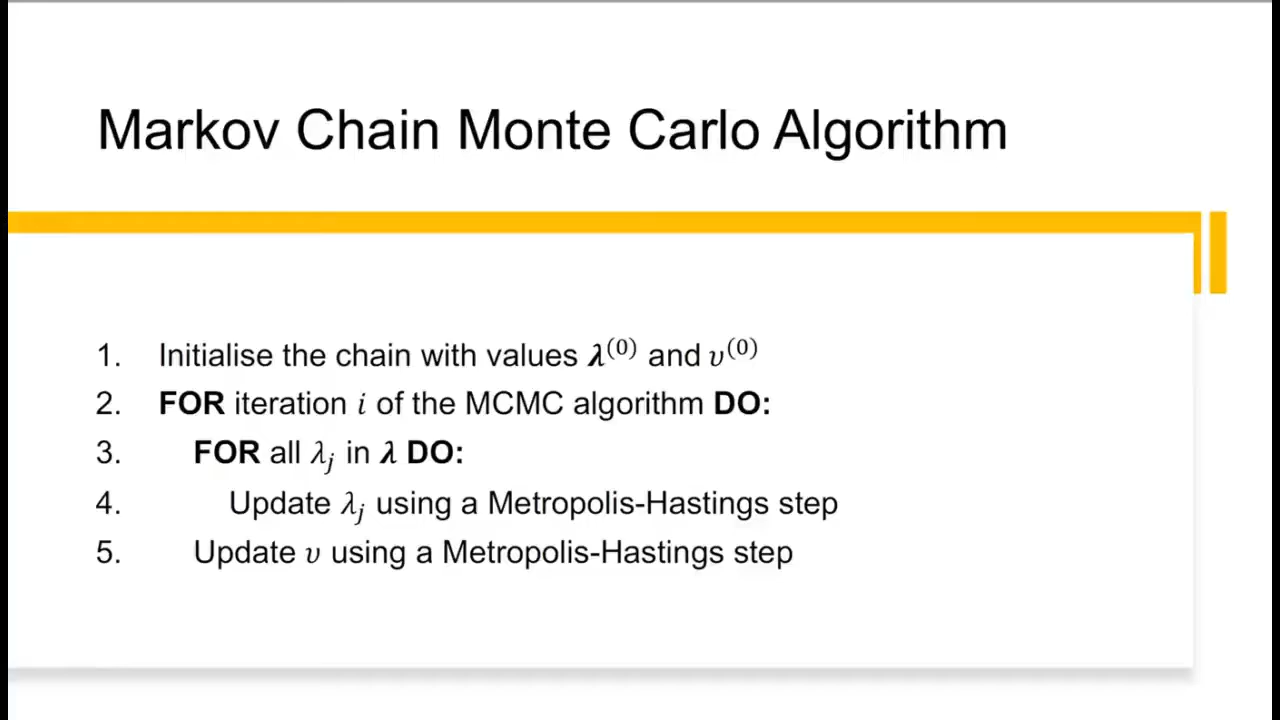 Markov Chain Monte Carlo Algorithm
1. Initialise the chain with values 𝝀⁽⁰⁾ and 𝜐⁽⁰⁾
2. FOR iteration 𝑖 of the MCMC algorithm DO:
3. FOR all 𝜆ⱼ in 𝝀 DO:
4. Update 𝜆ⱼ using a Metropolis-Hastings step
5. Update 𝜐 using a Metropolis-Hastings step